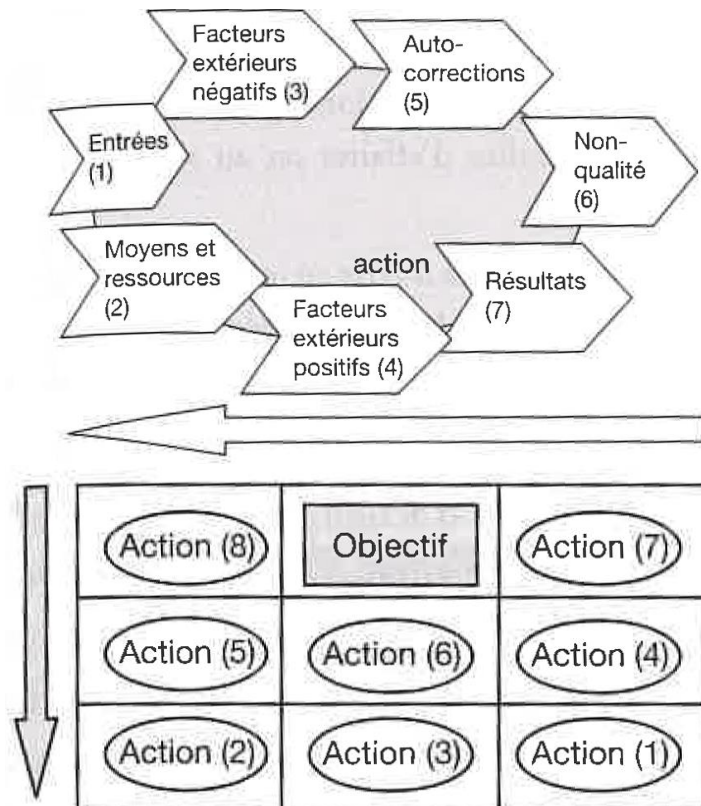 Facteurs
extérieurs
négatifs (3)
Auto-
corrections
(5)
Entrées
(1)
Non-
qualité
(6)
Moyens et
ressources
(2)
action
Résultats
(7)
Facteurs
extérieurs
positifs (4)
Action (8)
Objectif
Action (7)
Action (5)
Action (6)
Action (4)
Action (2)
Action (3)
Action (1)